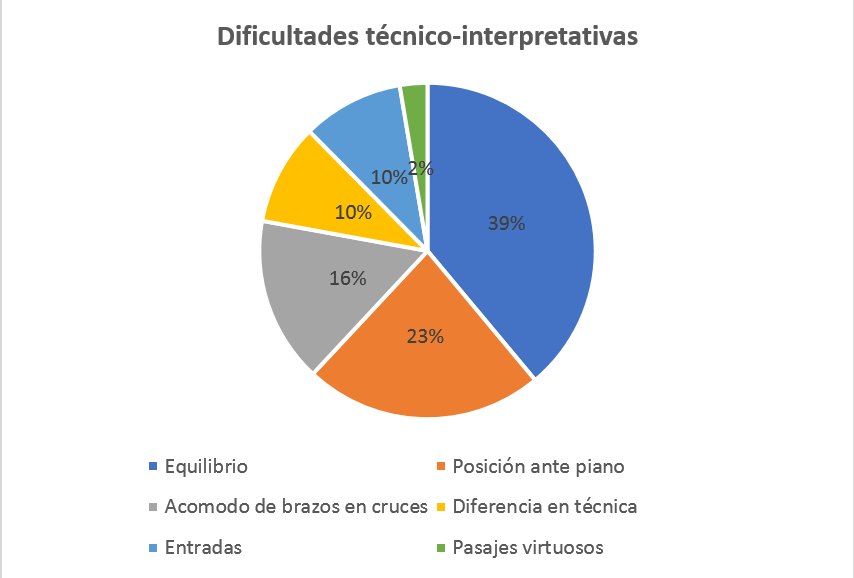 Dificultades técnico-interpretativas
39%
23%
16%
10%
10%
2%
Equilibrio
Posición ante piano
Acomodo de brazos en cruces
Diferencia en técnica
Entradas
Pasajes virtuosos